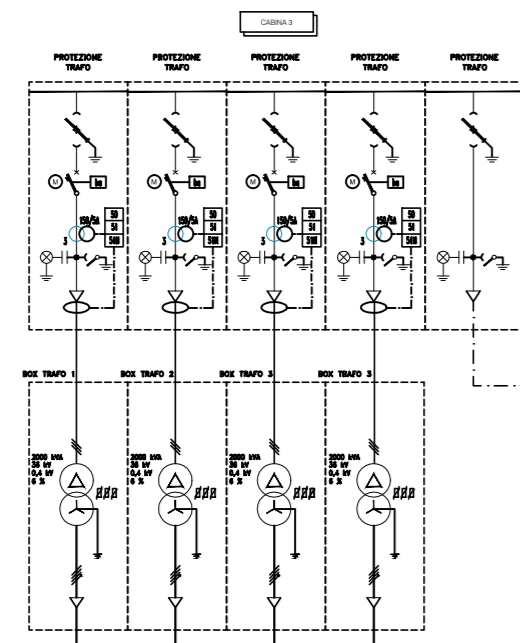 CABINA 3
PROTEZIONE
TRAFO
PROTEZIONE
TRAFO
PROTEZIONE
TRAFO
PROTEZIONE
TRAFO
PROTEZIONE
TRAFO
M
M
M
M
150/5A
50
51
51N
3
150/5A
50
51
51N
3
150/5A
50
51
51N
3
150/5A
50
51
51N
3
BOX TRAFO 1
BOX TRAFO 2
BOX TRAFO 3
BOX TRAFO 3
2000 kVA
36 kV
0,4 kV
6 %
2000 kVA
36 kV
0,4 kV
6 %
2000 kVA
36 kV
0,4 kV
6 %
2000 kVA
36 kV
0,4 kV
6 %